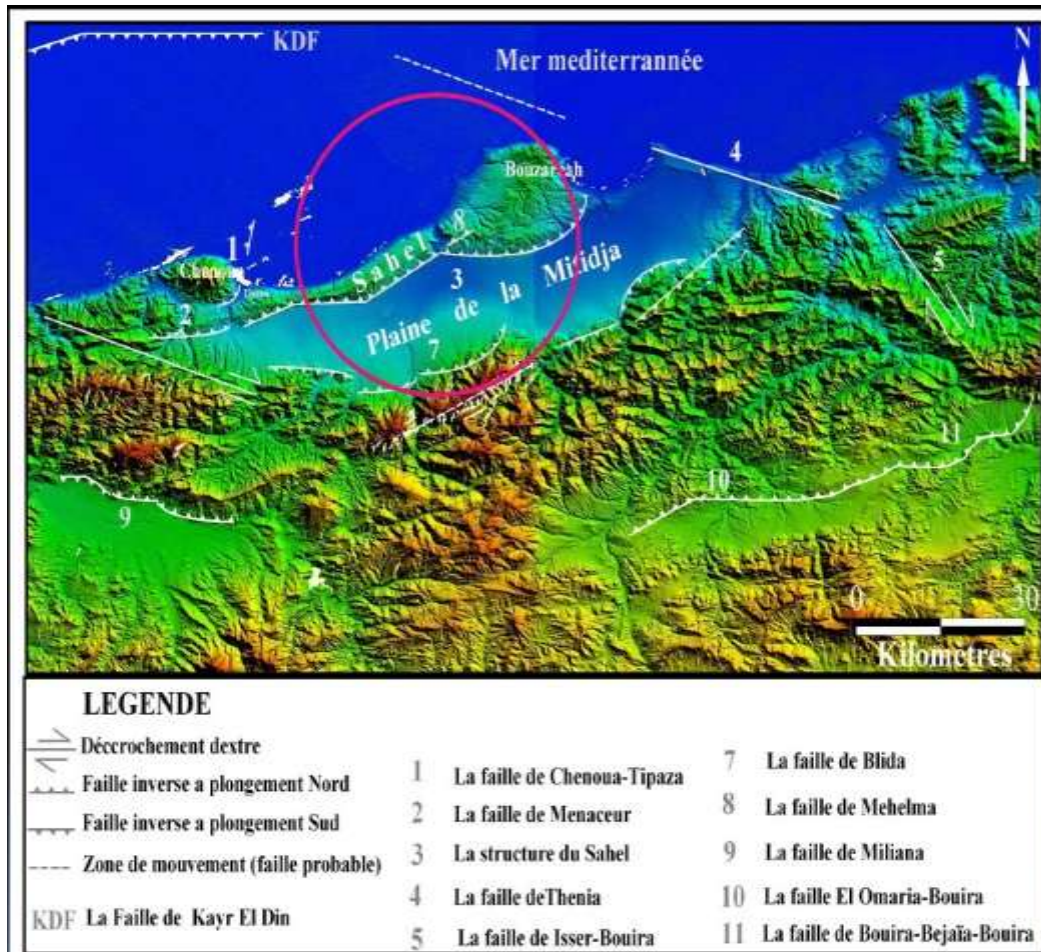 KDF
Mer mediterrannée
N
4
Bouzareah
1
8
Chenoua
Sahel
3
5
2
Plaine de la Mitidja
7
11
10
9
0 30
Kilometres
LEGENDE
Déccrochement dextre
Faille inverse a plongement Nord
Faille inverse a plongement Sud
Zone de mouvement (faille probable)
KDF La Faille de Kayr El Din
1 La faille de Chenoua-Tipaza
2 La faille de Menaceur
3 La structure du Sahel
4 La faille deThenia
5 La faille de Isser-Bouira
7 La faille de Blida
8 La faille de Mehelma
9 La faille de Miliana
10 La faille El Omaria-Bouira
11 La faille de Bouira-Bejaïa-Bouira